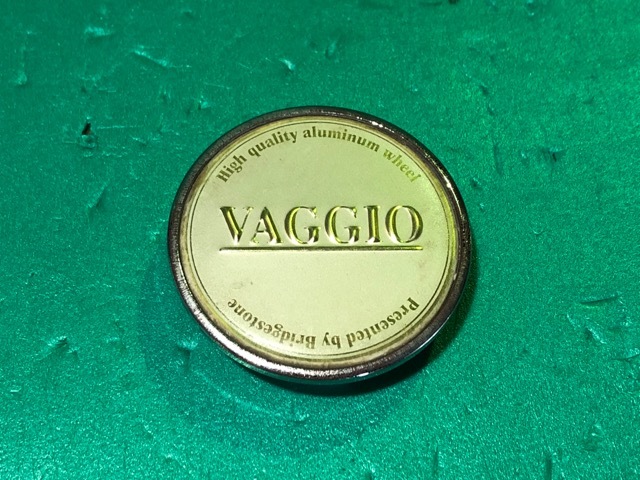 High quality aluminum wheel
VAGGIO
Presented by Bridgestone